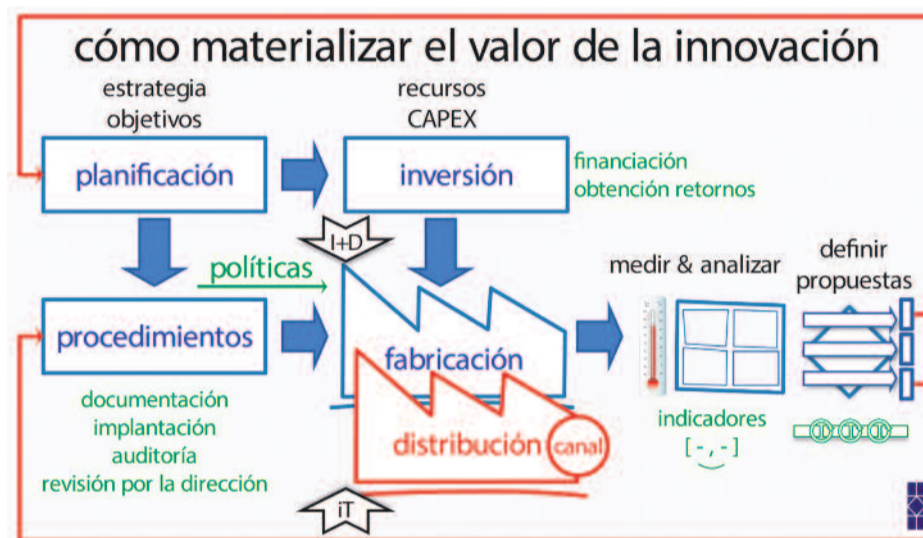 cómo materializar el valor de la innovación
estrategia
objetivos
recursos
CAPEX
planificación
inversión
financiación
obtención retornos
I+D
políticas
medir & analizar
definir
propuestas
procedimientos
fabricación
documentación
implantación
auditoría
revisión por la dirección
distribución
canal
indicadores
[-,-]
iT